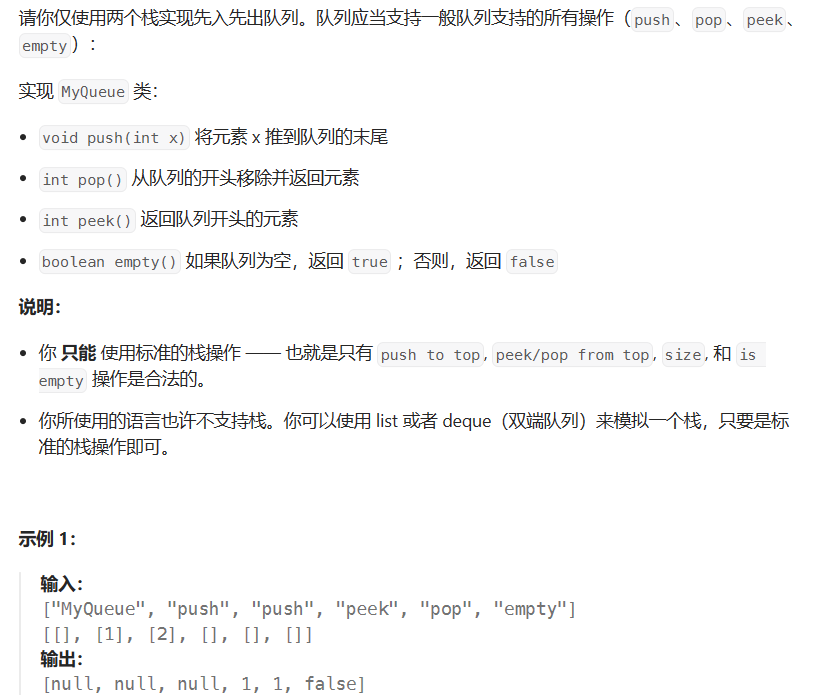 请你仅使用两个栈实现先入先出队列。队列应当支持一般队列支持的所有操作（push、pop、peek、
empty）：
实现 MyQueue 类：
• void push(int x) 将元素 x 推到队列的末尾
• int pop() 从队列的开头移除并返回元素
• int peek() 返回队列开头的元素
• boolean empty() 如果队列为空，返回 true ；否则，返回 false
说明：
• 你 只能 使用标准的栈操作 —— 也就是只有 push to top, peek/pop from top, size, 和 is
empty 操作是合法的。
• 你所使用的语言也许不支持栈。你可以使用 list 或者 deque（双端队列）来模拟一个栈，只要是标
准的栈操作即可。
示例 1：
输入：
["MyQueue", "push", "push", "peek", "pop", "empty"]
[[], [1], [2], [], [], []]
输出：
[null, null, null, 1, 1, false]